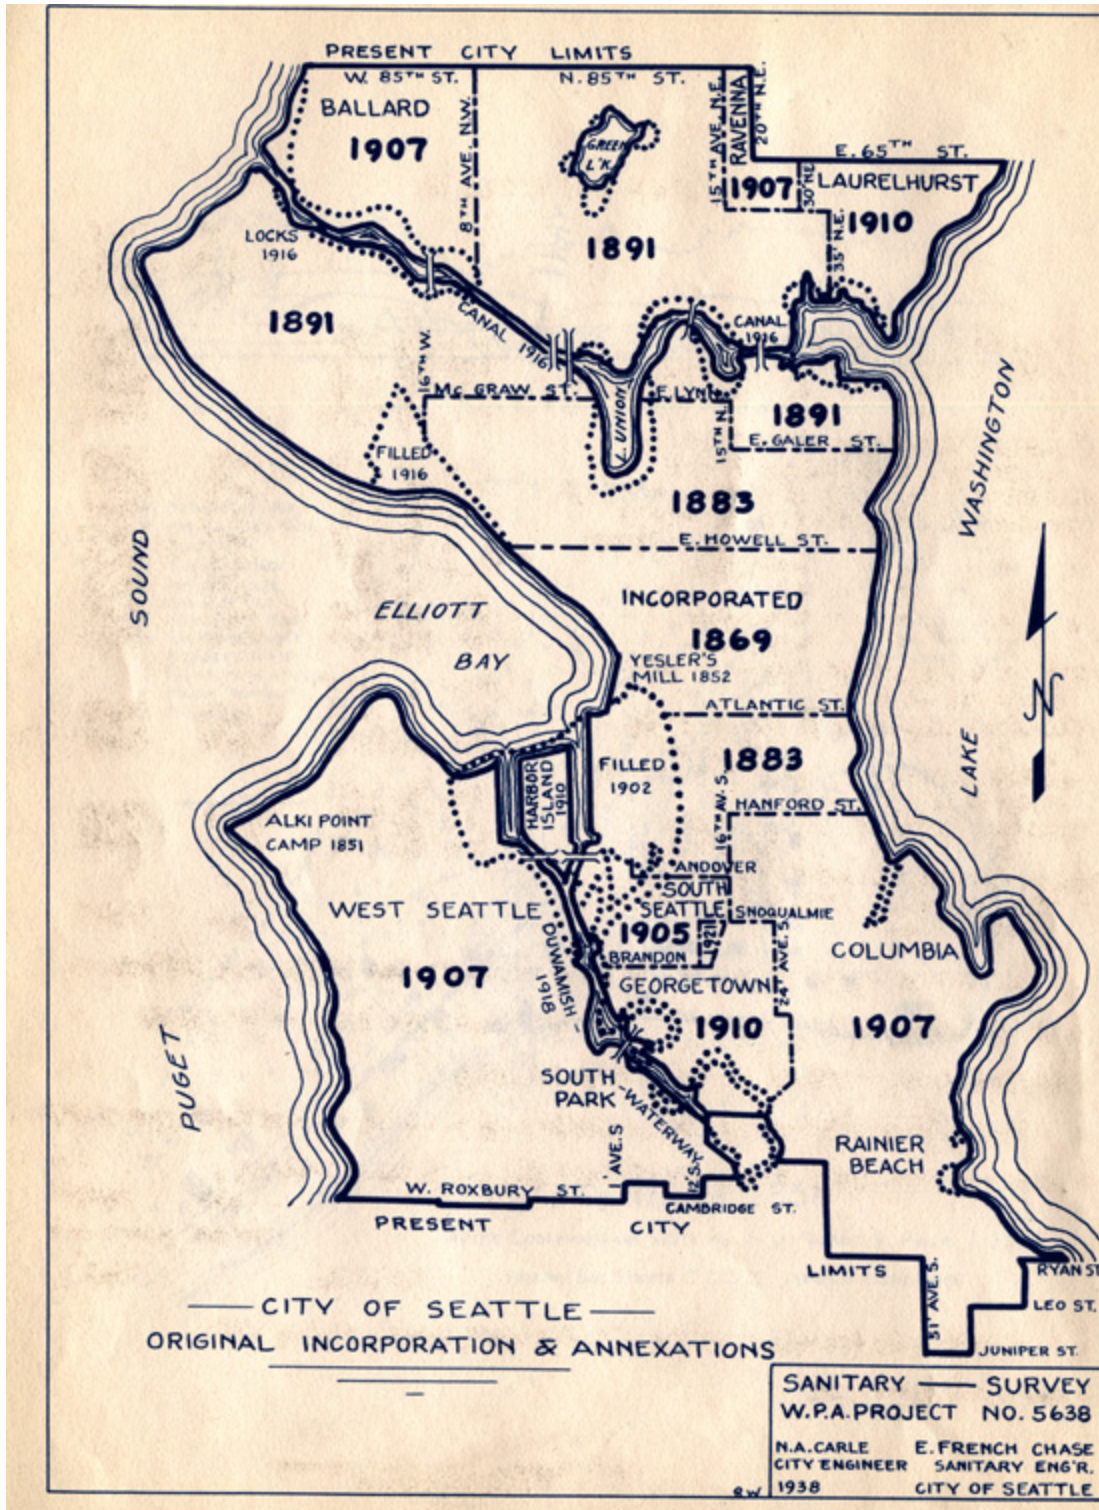 PRESENT CITY LIMITS
W. 85TH ST.
N. 85TH ST.
BALLARD
1907
8TH AVE. N.W.
GREEN
L'K.
15TH AVE. N.E.
RAVENNA
20TH N.E.
E. 65TH ST.
1907
30 N.E.
LAURELHURST
1910
35 N.E.
LOCKS
1916
1891
1891
CANAL 1916
CANAL
1916
16TH W.
MC GRAW ST.
L. UNION
E. LYNN
15TH N.
1891
E. GALER ST.
FILLED
1916
1883
E. HOWELL ST.
WASHINGTON
SOUND
ELLIOTT
BAY
INCORPORATED
1869
YESLER'S
MILL 1852
ATLANTIC ST.
N
LAKE
HARBOR
ISLAND
1910
FILLED
1902
1883
16TH AV. S.
HANFORD ST.
ALKI POINT
CAMP 1851
ANDOVER
SOUTH
SEATTLE
SNOQUALMIE
WEST SEATTLE
1905
1921
BRANDON
COLUMBIA
1907
DUWAMISH
1918
GEORGETOWN
24 AVE. S.
1910
1907
PUGET
SOUTH
PARK
WATERWAY
RAINIER
BEACH
1 AVE. S
12 S.
W. ROXBURY ST.
CAMBRIDGE ST.
PRESENT CITY
LIMITS
51 AVE. S.
RYAN ST
LEO ST.
JUNIPER ST.
CITY OF SEATTLE
ORIGINAL INCORPORATION & ANNEXATIONS
SANITARY SURVEY
W.P.A. PROJECT NO. 5638
N.A. CARLE E. FRENCH CHASE
CITY ENGINEER SANITARY ENG'R.
RW
1938 CITY OF SEATTLE